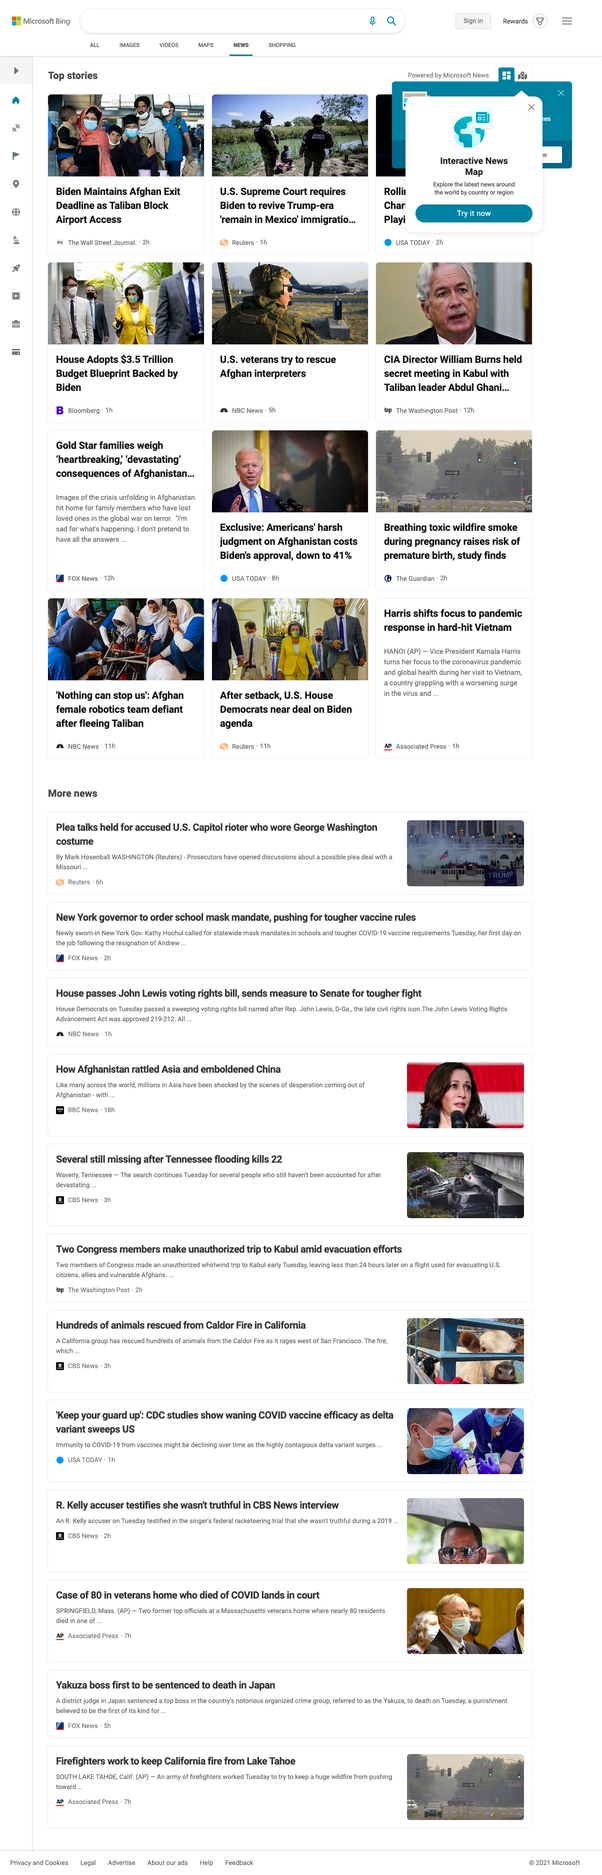 Microsoft Bing
Sign in
Rewards
ALL
IMAGES
VIDEOS
MAPS
NEWS
SHOPPING
Top stories
Powered by Microsoft News
Interactive News
Map
Explore the latest news around
the world by country or region
Try it now
Biden Maintains Afghan Exit
Deadline as Taliban Block
Airport Access
The Wall Street Journal. · 2h
U.S. Supreme Court requires
Biden to revive Trump-era
'remain in Mexico' immigratio...
Reuters · 1h
Rolli
Char
Playi
USA TODAY · 2h
House Adopts $3.5 Trillion
Budget Blueprint Backed by
Biden
Bloomberg · 1h
U.S. veterans try to rescue
Afghan interpreters
NBC News · 5h
CIA Director William Burns held
secret meeting in Kabul with
Taliban leader Abdul Ghani...
The Washington Post · 12h
Gold Star families weigh
‘heartbreaking,’ ‘devastating’
consequences of Afghanistan...
Images of the crisis unfolding in Afghanistan
hit home for family members who have lost
loved ones in the global war on terror. "I'm
sad for what's happening. I don't pretend to
have all the answers ...
FOX News · 12h
Exclusive: Americans' harsh
judgment on Afghanistan costs
Biden's approval, down to 41%
USA TODAY · 8h
Breathing toxic wildfire smoke
during pregnancy raises risk of
premature birth, study finds
The Guardian · 2h
'Nothing can stop us': Afghan
female robotics team defiant
after fleeing Taliban
NBC News · 11h
After setback, U.S. House
Democrats near deal on Biden
agenda
Reuters · 11h
Harris shifts focus to pandemic
response in hard-hit Vietnam
HANOI (AP) — Vice President Kamala Harris
turns her focus to the coronavirus pandemic
and global health during her visit to Vietnam,
a country grappling with a worsening surge
in the virus and ...
AP Associated Press · 1h
More news
Plea talks held for accused U.S. Capitol rioter who wore George Washington
costume
By Mark Hosenball WASHINGTON (Reuters) - Prosecutors have opened discussions about a possible plea deal with a
Missouri ...
Reuters · 6h
TRUMP
New York governor to order school mask mandate, pushing for tougher vaccine rules
Newly sworn-in New York Gov. Kathy Hochul called for statewide mask mandates in schools and tougher COVID-19 vaccine requirements Tuesday, her first day on
the job following the resignation of Andrew ...
FOX News · 2h
House passes John Lewis voting rights bill, sends measure to Senate for tougher fight
House Democrats on Tuesday passed a sweeping voting rights bill named after Rep. John Lewis, D-Ga., the late civil rights icon.The John Lewis Voting Rights
Advancement Act was approved 219-212. All ...
NBC News · 1h
How Afghanistan rattled Asia and emboldened China
Like many across the world, millions in Asia have been shocked by the scenes of desperation coming out of
Afghanistan - with ...
BBC News · 18h
Several still missing after Tennessee flooding kills 22
Waverly, Tennessee — The search continues Tuesday for several people who still haven't been accounted for after
devastating ...
CBS News · 3h
Two Congress members make unauthorized trip to Kabul amid evacuation efforts
Two members of Congress made an unauthorized whirlwind trip to Kabul early Tuesday, leaving less than 24 hours later on a flight used for evacuating U.S.
citizens, allies and vulnerable Afghans. ...
The Washington Post · 2h
Hundreds of animals rescued from Caldor Fire in California
A California group has rescued hundreds of animals from the Caldor Fire as it rages west of San Francisco. The fire,
which ...
CBS News · 3h
'Keep your guard up': CDC studies show waning COVID vaccine efficacy as delta
variant sweeps US
Immunity to COVID-19 from vaccines might be declining over time as the highly contagious delta variant surges ...
USA TODAY · 1h
R. Kelly accuser testifies she wasn't truthful in CBS News interview
An R. Kelly accuser on Tuesday testified in the singer's federal racketeering trial that she wasn't truthful during a 2019 ...
CBS News · 2h
Case of 80 in veterans home who died of COVID lands in court
SPRINGFIELD, Mass. (AP) — Two former top officials at a Massachusetts veterans home where nearly 80 residents
died in one of ...
AP Associated Press · 7h
Yakuza boss first to be sentenced to death in Japan
A district judge in Japan sentenced a top boss in the country's notorious organized crime group, referred to as the Yakuza, to death on Tuesday, a punishment
believed to be the first of its kind for ...
FOX News · 5h
Firefighters work to keep California fire from Lake Tahoe
SOUTH LAKE TAHOE, Calif. (AP) — An army of firefighters worked Tuesday to try to keep a huge wildfire from pushing
toward ...
AP Associated Press · 7h
Privacy and Cookies
Legal
Advertise
About our ads
Help
Feedback
© 2021 Microsoft